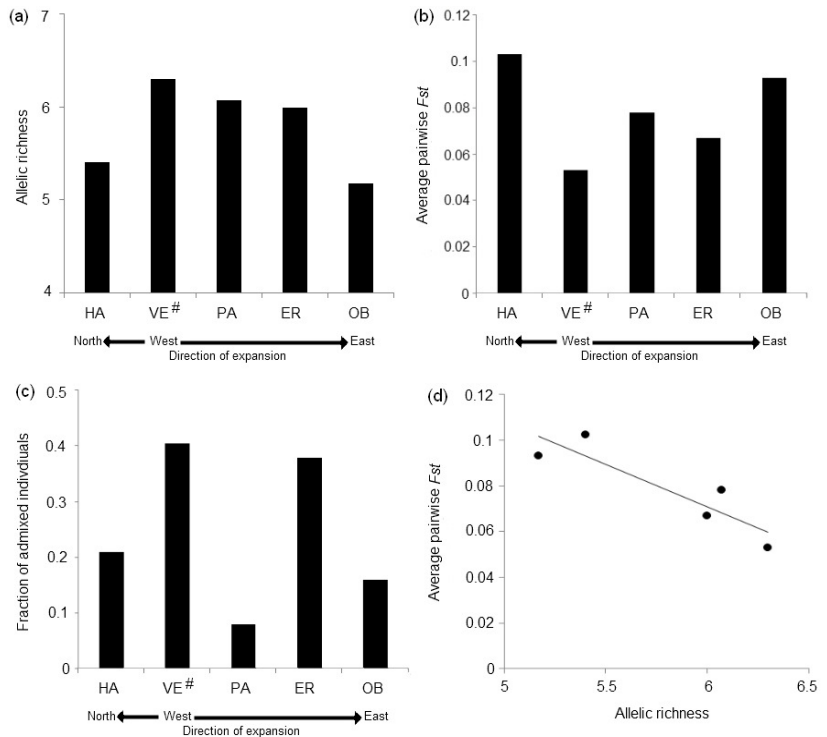 (a)
7
6
5
4
Allelic richness
HA VE# PA ER OB
North West East
Direction of expansion
(b)
0.12
0.1
0.08
0.06
0.04
0.02
0
Average pairwise Fst
HA VE# PA ER OB
North West East
Direction of expansion
(c)
0.5
0.4
0.3
0.2
0.1
0
Fraction of admixed indivdiuals
HA VE# PA ER OB
North West East
Direction of expansion
(d)
0.12
0.1
0.08
0.06
0.04
0.02
0
Average pairwise Fst
5 5.5 6 6.5
Allelic richness